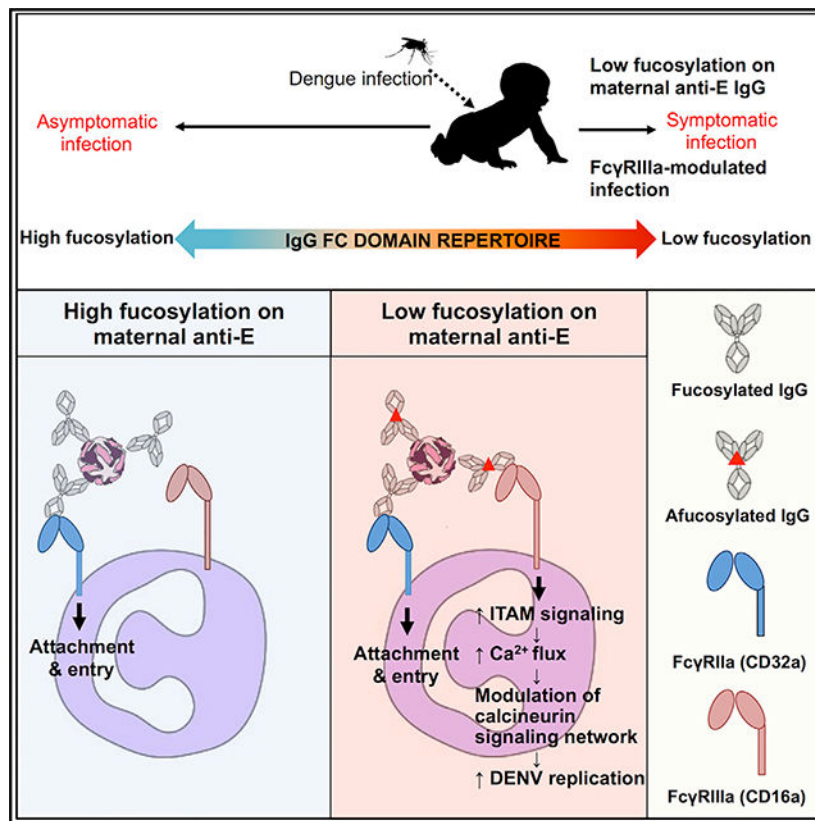 Dengue infection
Low fucosylation on
maternal anti-E IgG
Asymptomatic
infection
Symptomatic
infection
FcγRIIIa-modulated
infection
High fucosylation
IgG FC DOMAIN REPERTOIRE
Low fucosylation
High fucosylation on
maternal anti-E
Attachment
& entry
Low fucosylation on
maternal anti-E
Attachment
& entry
↑ ITAM signaling
↓
↑ Ca²⁺ flux
↓
Modulation of
calcineurin
signaling network
↓
↑ DENV replication
Fucosylated IgG
Afucosylated IgG
FcγRIIa (CD32a)
FcγRIIIa (CD16a)